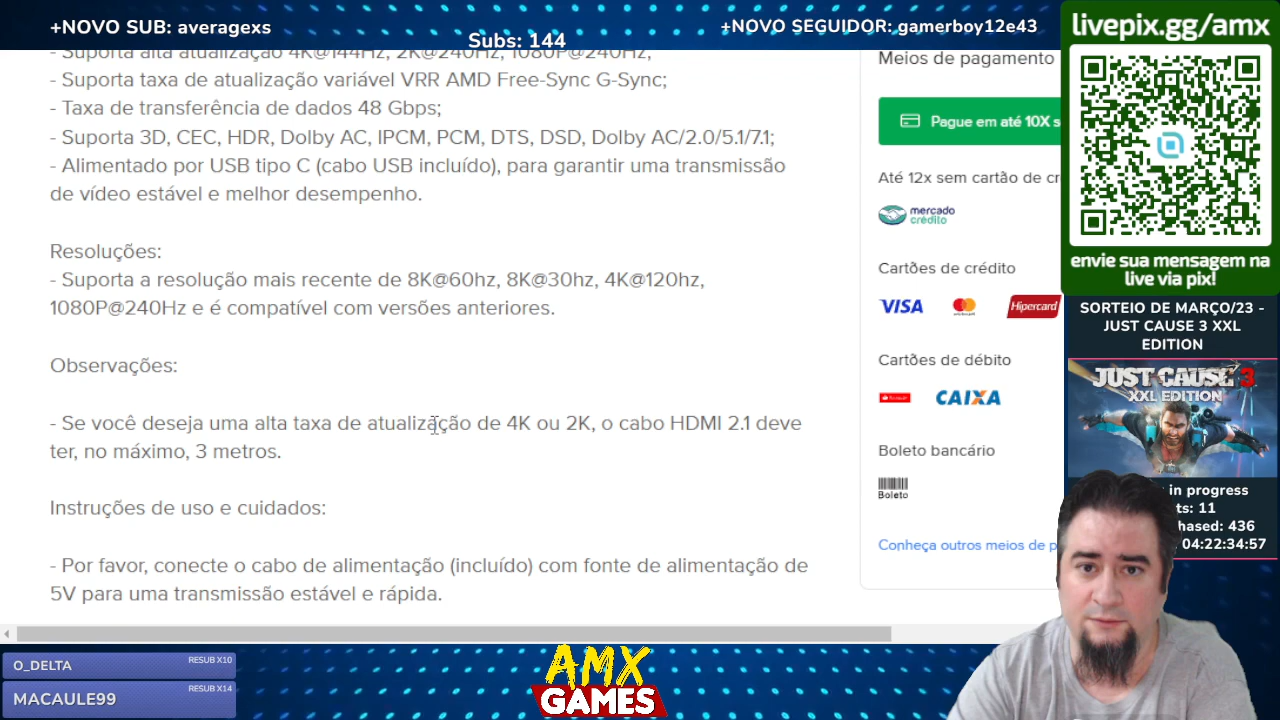 +NOVO SUB: averagexs
Subs: 144
+NOVO SEGUIDOR: gamerboy12e43
livepix.gg/amx
- Suporta alta atualização 4K@144Hz, 2K@240Hz, 1080P@240Hz;
- Suporta taxa de atualização variável VRR AMD Free-Sync G-Sync;
- Taxa de transferência de dados 48 Gbps;
- Suporta 3D, CEC, HDR, Dolby AC, IPCM, PCM, DTS, DSD, Dolby AC/2.0/5.1/7.1;
- Alimentado por USB tipo C (cabo USB incluído), para garantir uma transmissão
de vídeo estável e melhor desempenho.
Resoluções:
- Suporta a resolução mais recente de 8K@60hz, 8K@30hz, 4K@120hz,
1080P@240Hz e é compatível com versões anteriores.
Observações:
- Se você deseja uma alta taxa de atualização de 4K ou 2K, o cabo HDMI 2.1 deve
ter, no máximo, 3 metros.
Instruções de uso e cuidados:
- Por favor, conecte o cabo de alimentação (incluído) com fonte de alimentação de
5V para uma transmissão estável e rápida.
Meios de pagamento
Pague em até 10X s
Até 12x sem cartão de cr
mercado
crédito
Cartões de crédito
VISA
Hipercard
Cartões de débito
CAIXA
Boleto bancário
Boleto
Conheça outros meios de p
envie sua mensagem na
live via pix!
SORTEIO DE MARÇO/23 -
JUST CAUSE 3 XXL
EDITION
JUST CAUSE 3
XXL EDITION
in progress
ts: 11
hased: 436
04:22:34:57
O_DELTA
RESUB X10
MACAULE99
RESUB X14
AMX
GAMES